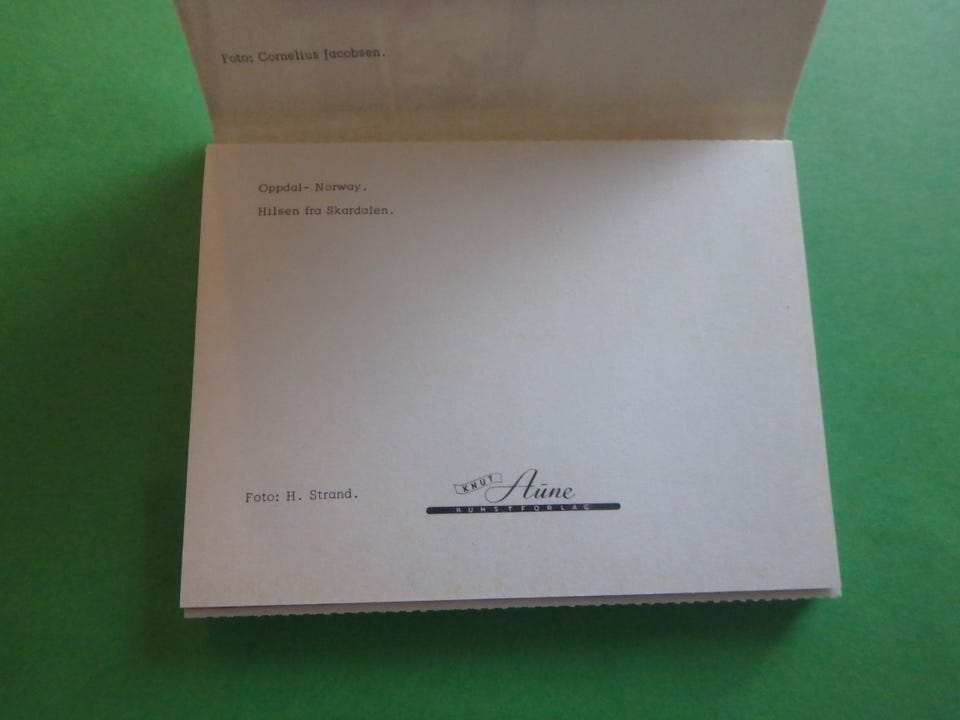 Foto: Cornelius Jacobsen.
Oppdal- Norway.
Hilsen fra Skardalen.
Foto: H. Strand.
KNUT Aune
KUNSTFORLAG